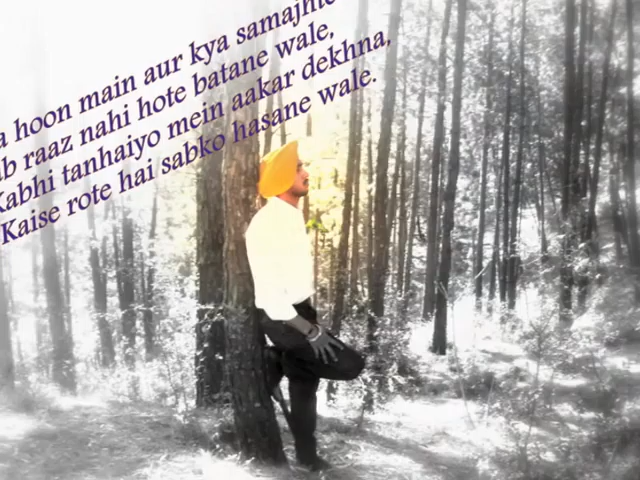 hoon main aur kya samajhte
raaz nahi hote batane wale,
Kabhi tanhaiyo mein aakar dekhna,
Kaise rote hai sabko hasane wale.